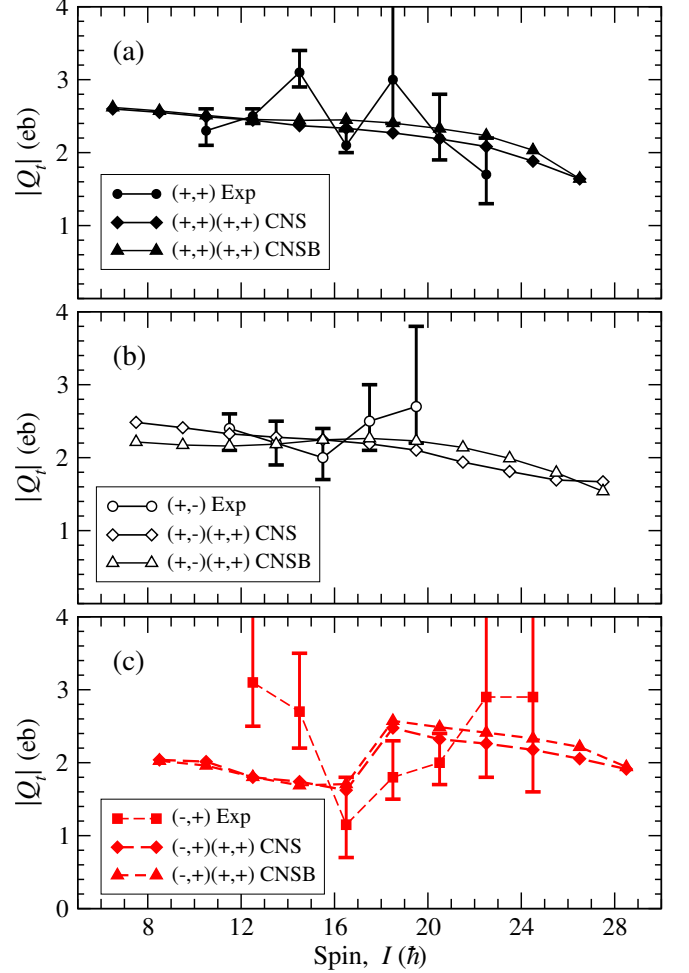 4
3
2
1
|Qt| (eb)
(a)
(+,+) Exp
(+,+)(+,+) CNS
(+,+)(+,+) CNSB
4
3
2
1
|Qt| (eb)
(b)
(+,-) Exp
(+,-)(+,+) CNS
(+,-)(+,+) CNSB
4
3
2
1
0
|Qt| (eb)
(c)
(-,+) Exp
(-,+)(+,+) CNS
(-,+)(+,+) CNSB
8 12 16 20 24 28
Spin, I (ħ)